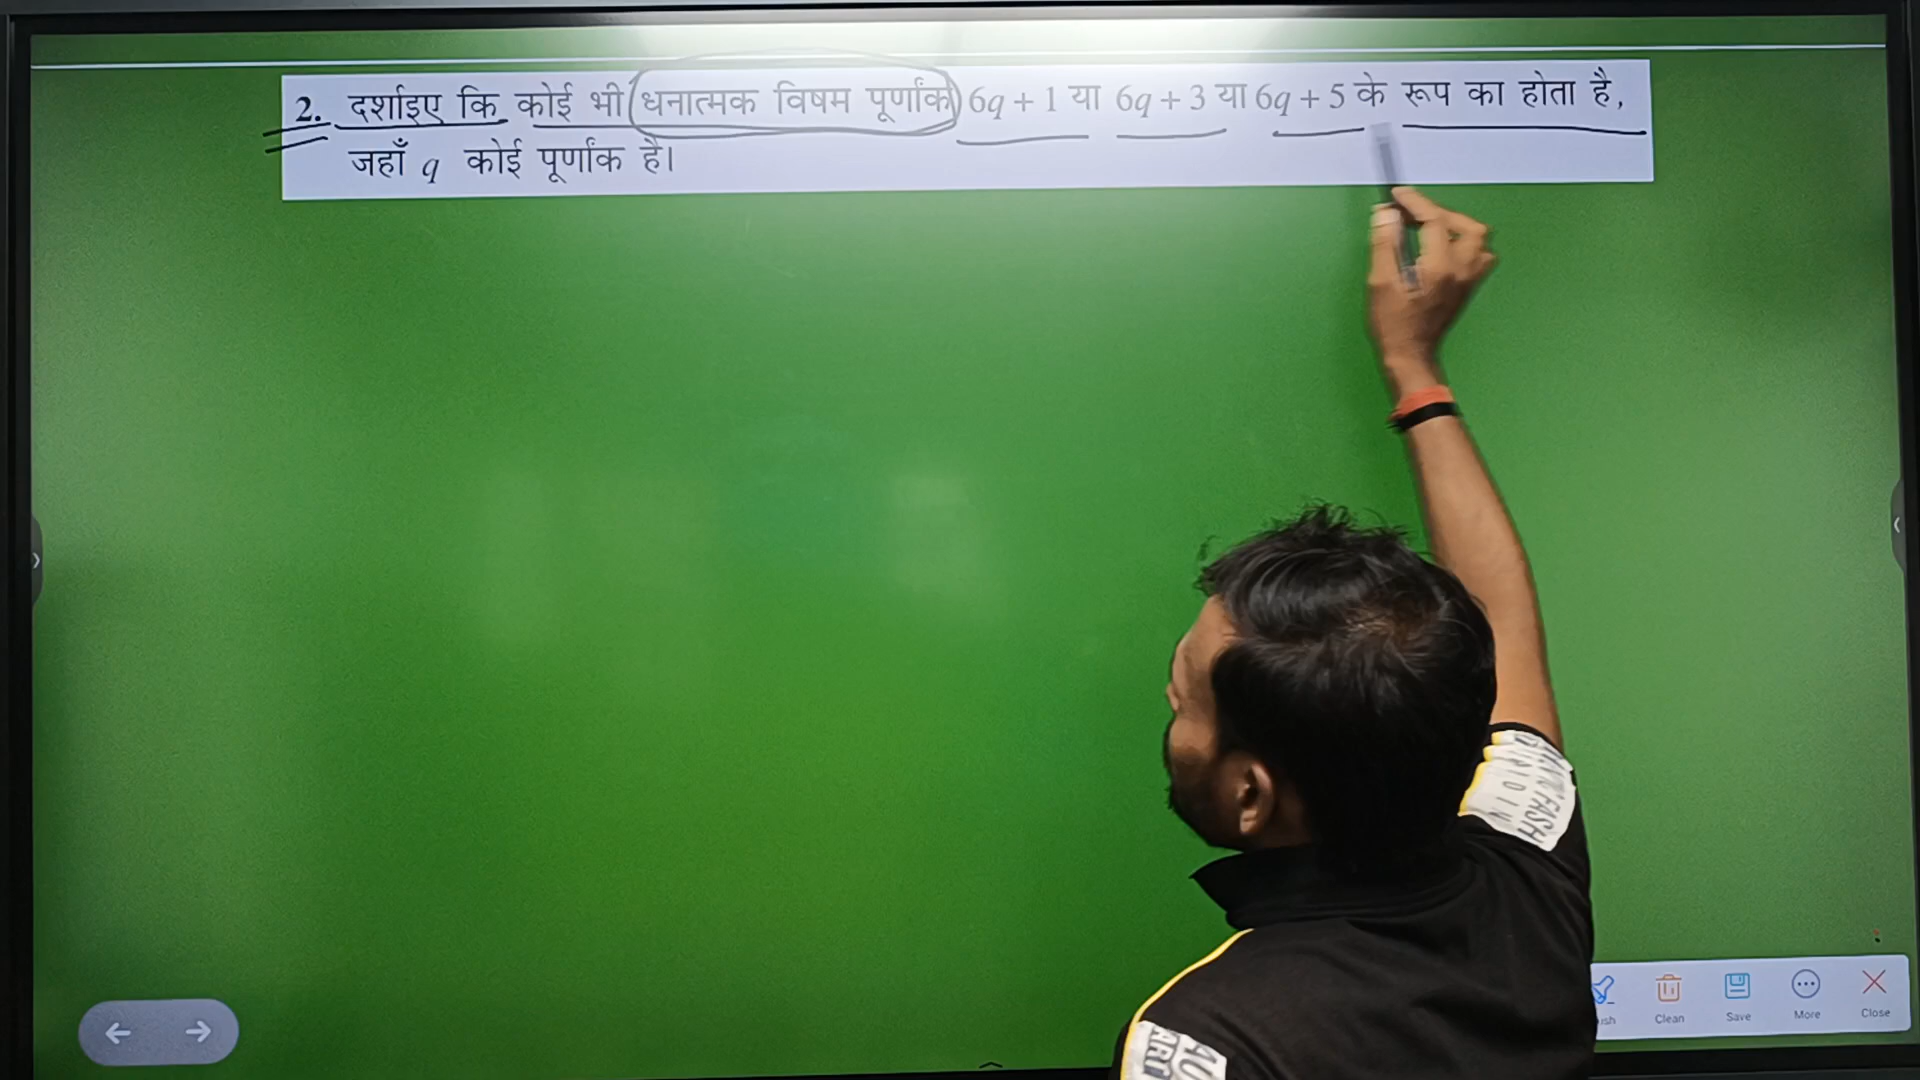 2. दर्शाइए कि कोई भी धनात्मक विषम पूर्णांक 6q + 1 या 6q + 3 या 6q + 5 के रूप का होता है,
जहाँ q कोई पूर्णांक है।
Clean Save More Close